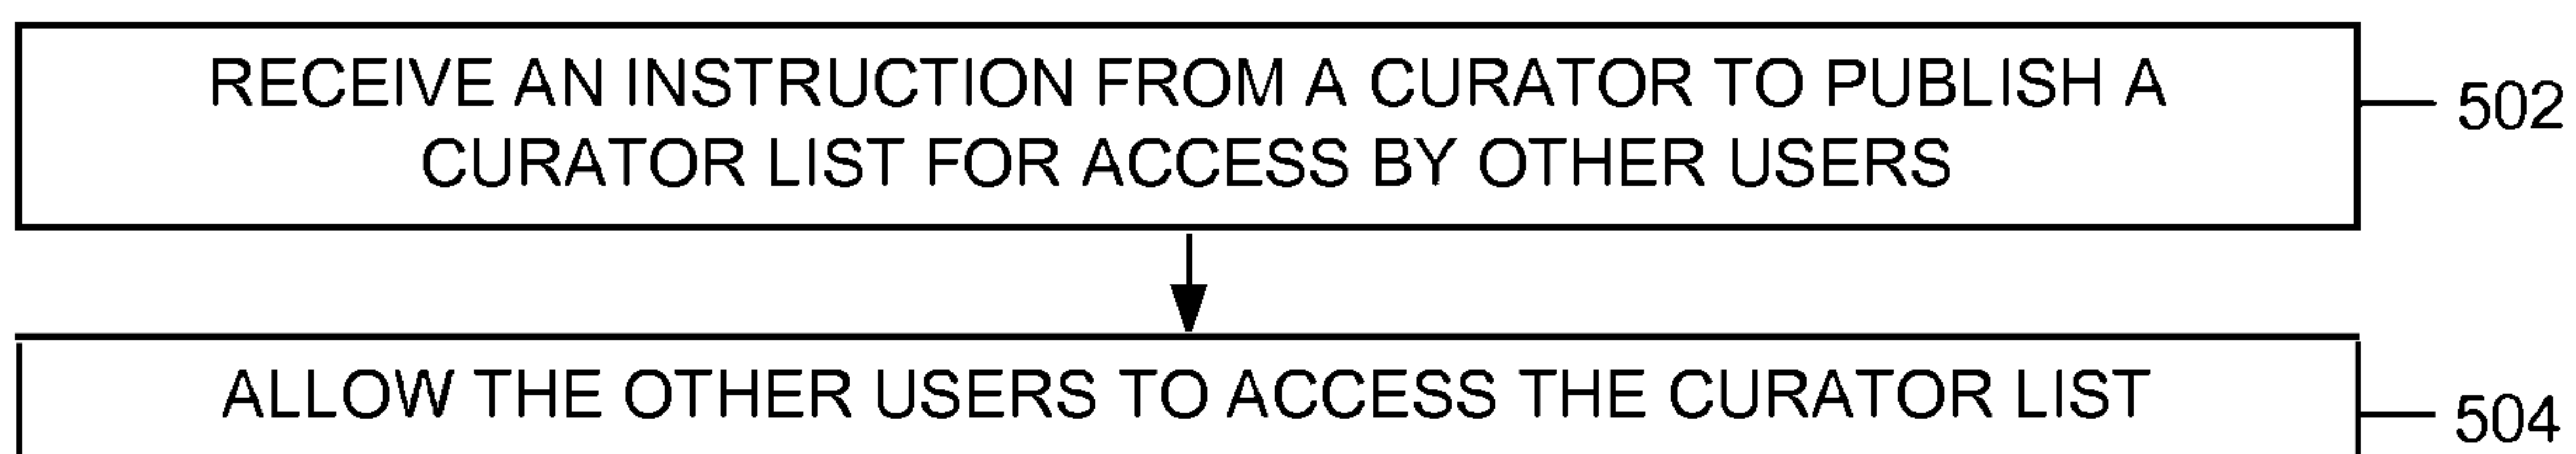 RECEIVE AN INSTRUCTION FROM A CURATOR TO PUBLISH A
CURATOR LIST FOR ACCESS BY OTHER USERS
502
ALLOW THE OTHER USERS TO ACCESS THE CURATOR LIST
504